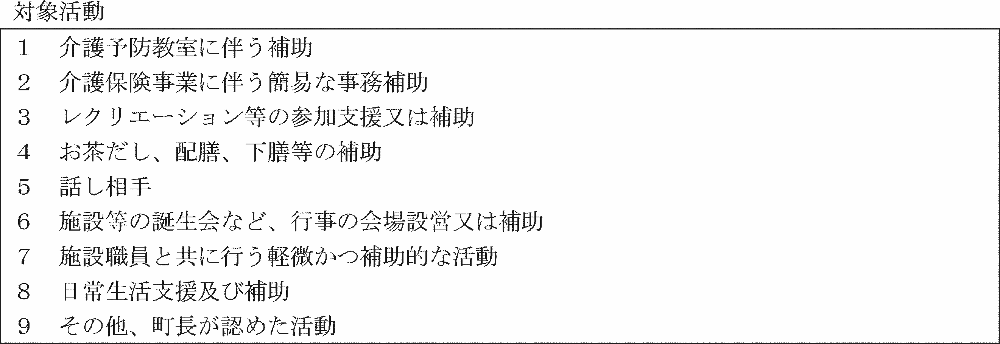 対象活動
1　介護予防教室に伴う補助
2　介護保険事業に伴う簡易な事務補助
3　レクリエーション等の参加支援又は補助
4　お茶だし、配膳、下膳等の補助
5　話し相手
6　施設等の誕生会など、行事の会場設営又は補助
7　施設職員と共に行う軽微かつ補助的な活動
8　日常生活支援及び補助
9　その他、町長が認めた活動